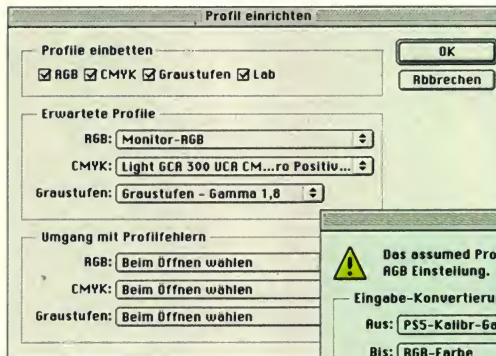 Profil einrichten
Profile einbetten
RGB CMYK Graustufen Lab
OK
Abbrechen
Erwartete Profile
RGB: Monitor-RGB
CMYK: Light GCR 300 UCR CM...ro Positiv...
Graustufen: Graustufen - Gamma 1,8
Umgang mit Profilfehlern
RGB: Beim Öffnen wählen
CMYK: Beim Öffnen wählen
Graustufen: Beim Öffnen wählen
Das assumed Pro
RGB Einstellung.
Eingabe-Konvertieru
Aus: PS5-Kalibr-Ga
Bis: RGB-Farbe